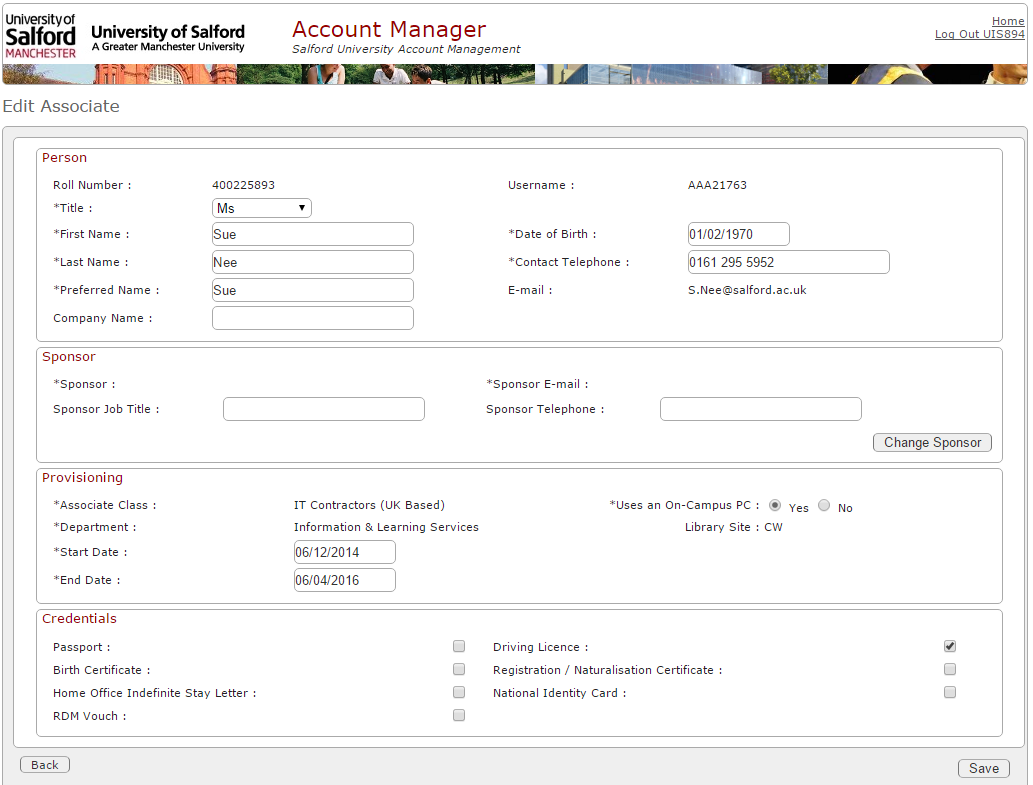 University of
Salford
MANCHESTER
University of Salford
A Greater Manchester University
Account Manager
Salford University Account Management
Home
Log Out UIS894
Edit Associate
Person
Roll Number : 400225893 Username : AAA21763
*Title : Ms
*First Name : Sue *Date of Birth : 01/02/1970
*Last Name : Nee *Contact Telephone : 0161 295 5952
*Preferred Name : Sue E-mail : S.Nee@salford.ac.uk
Company Name :
Sponsor
*Sponsor : *Sponsor E-mail :
Sponsor Job Title : Sponsor Telephone :
Change Sponsor
Provisioning
*Associate Class : IT Contractors (UK Based) *Uses an On-Campus PC : Yes No
*Department : Information & Learning Services Library Site : CW
*Start Date : 06/12/2014
*End Date : 06/04/2016
Credentials
Passport : Driving Licence :
Birth Certificate : Registration / Naturalisation Certificate :
Home Office Indefinite Stay Letter : National Identity Card :
RDM Vouch :
Back Save